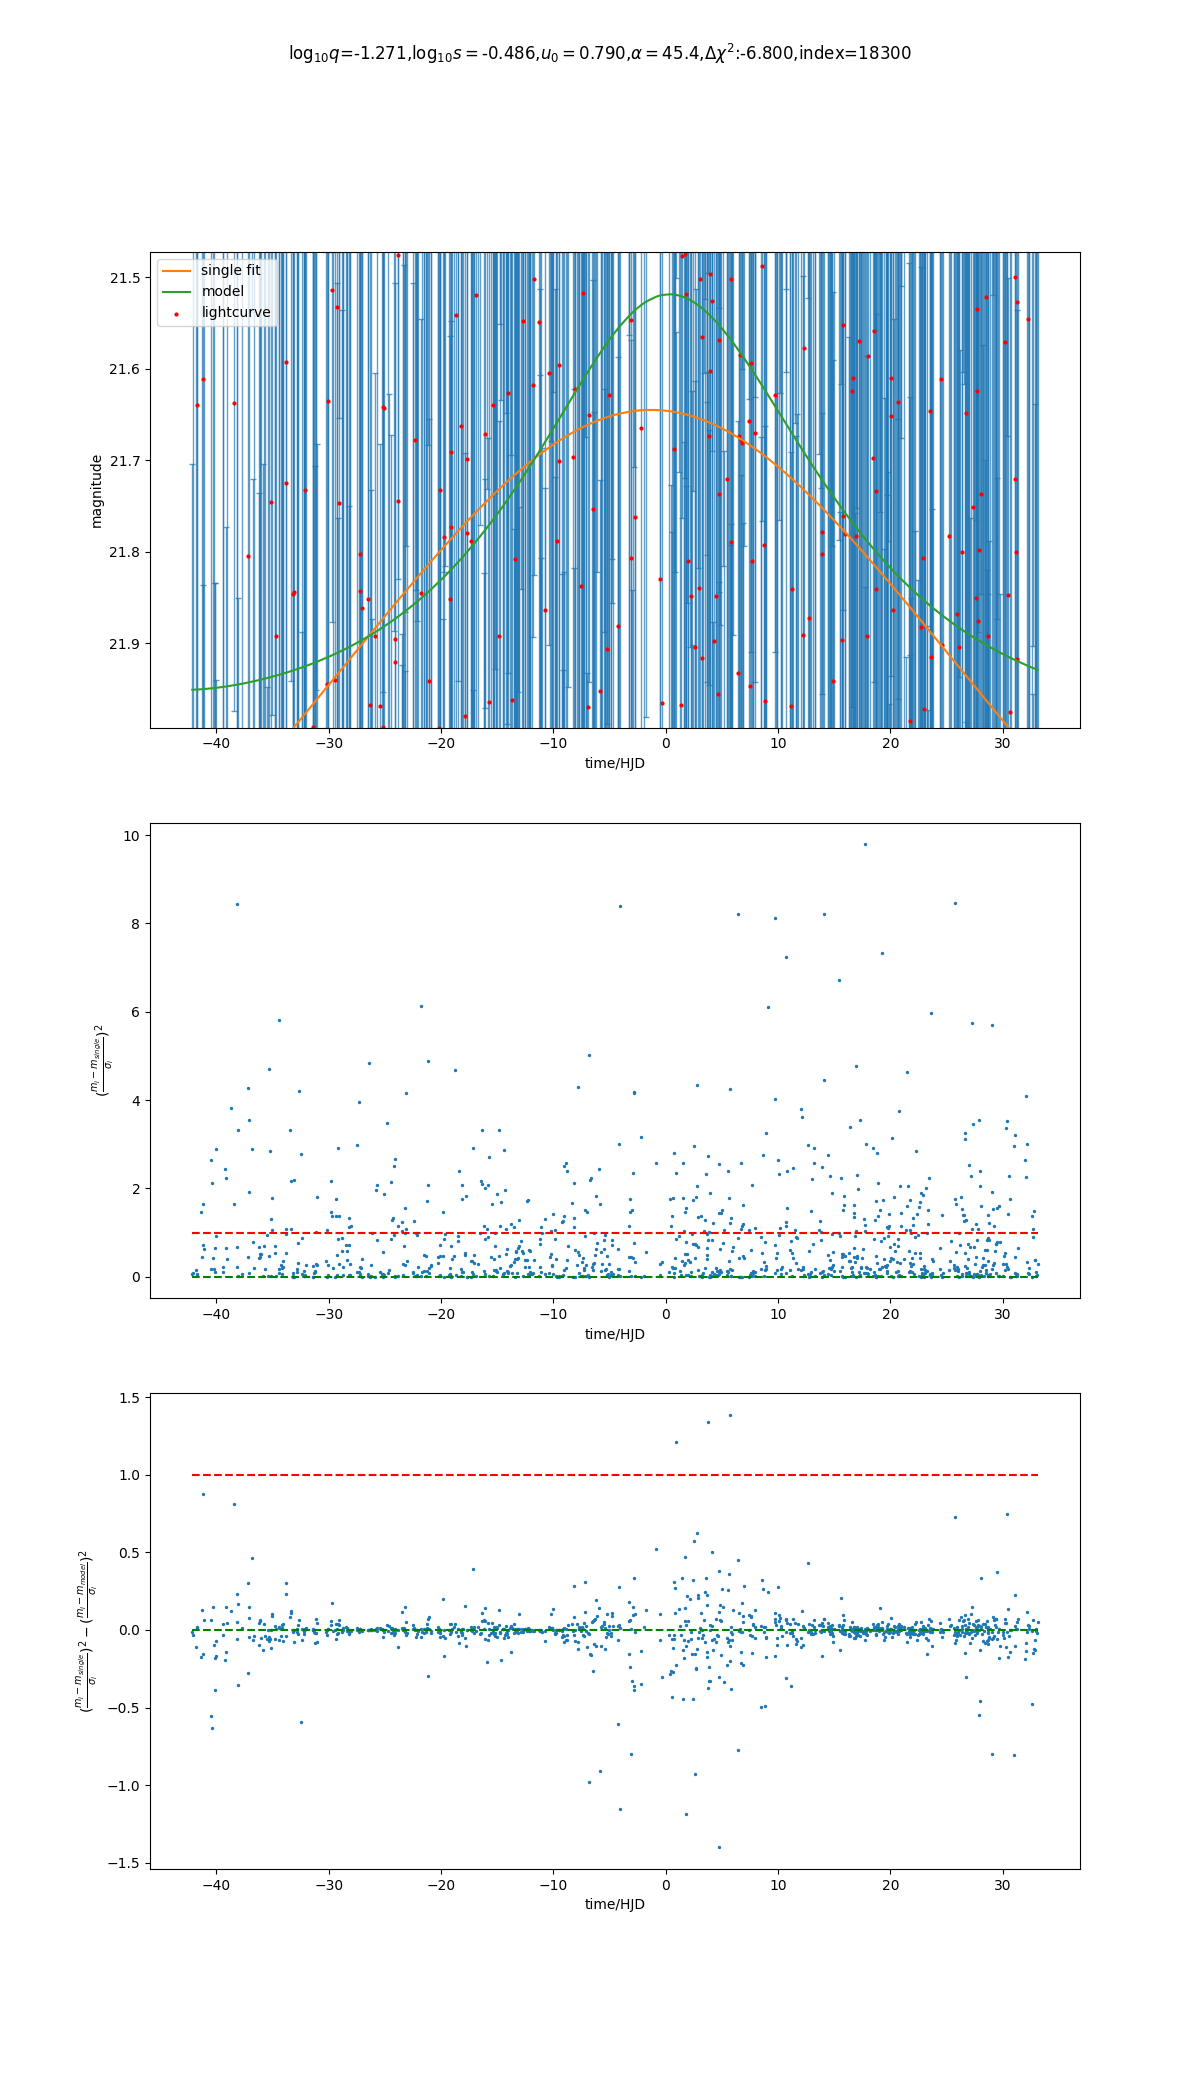 log₁₀q=-1.271,log₁₀s = -0.486,u₀ = 0.790,α = 45.4,Δχ²:-6.800,index=18300
single fit
model
lightcurve
21.5
21.6
21.7
21.8
21.9
magnitude
−40 −30 −20 −10 0 10 20 30
time/HJD
10
8
6
4
2
0
(m_i − m_single / σ_i)²
−40 −30 −20 −10 0 10 20 30
time/HJD
1.5
1.0
0.5
0.0
−0.5
−1.0
−1.5
(m_i − m_single / σ_i)² − (m_i − m_model / σ_i)²
−40 −30 −20 −10 0 10 20 30
time/HJD